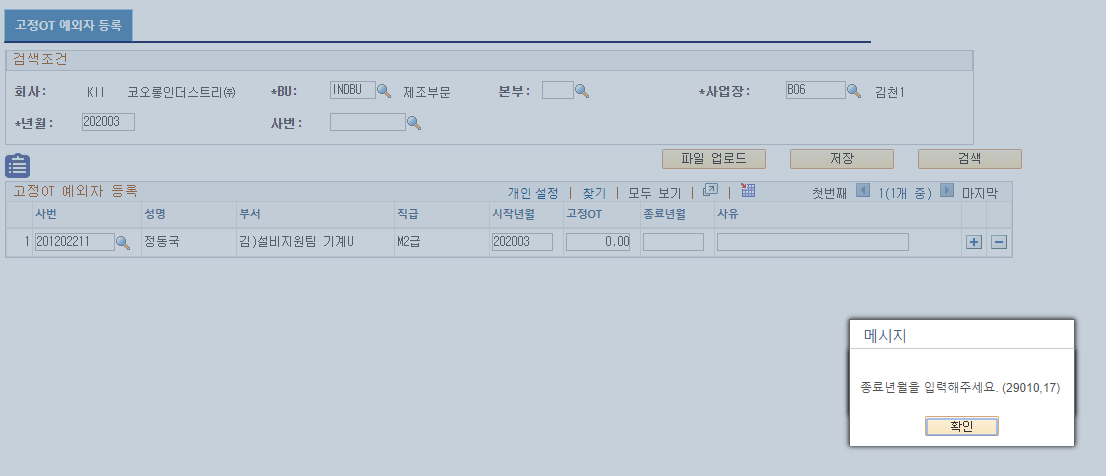 고정OT 예외자 등록
검색조건
회사: KII 코오롱인더스트리㈜ *BU: INDBU 제조부문 본부: *사업장: B06 김천1
*년월: 202003 사번:
파일 업로드 저장 검색
고정OT 예외자 등록 개인 설정 | 찾기 | 모두 보기 | | 첫번째 1(1개 중) 마지막
사번 성명 부서 직급 시작년월 고정OT 종료년월 사유
1 201202211 정동국 김)설비지원팀 기계U M2급 202003 0.00
메시지
종료년월을 입력해주세요. (29010,17)
확인